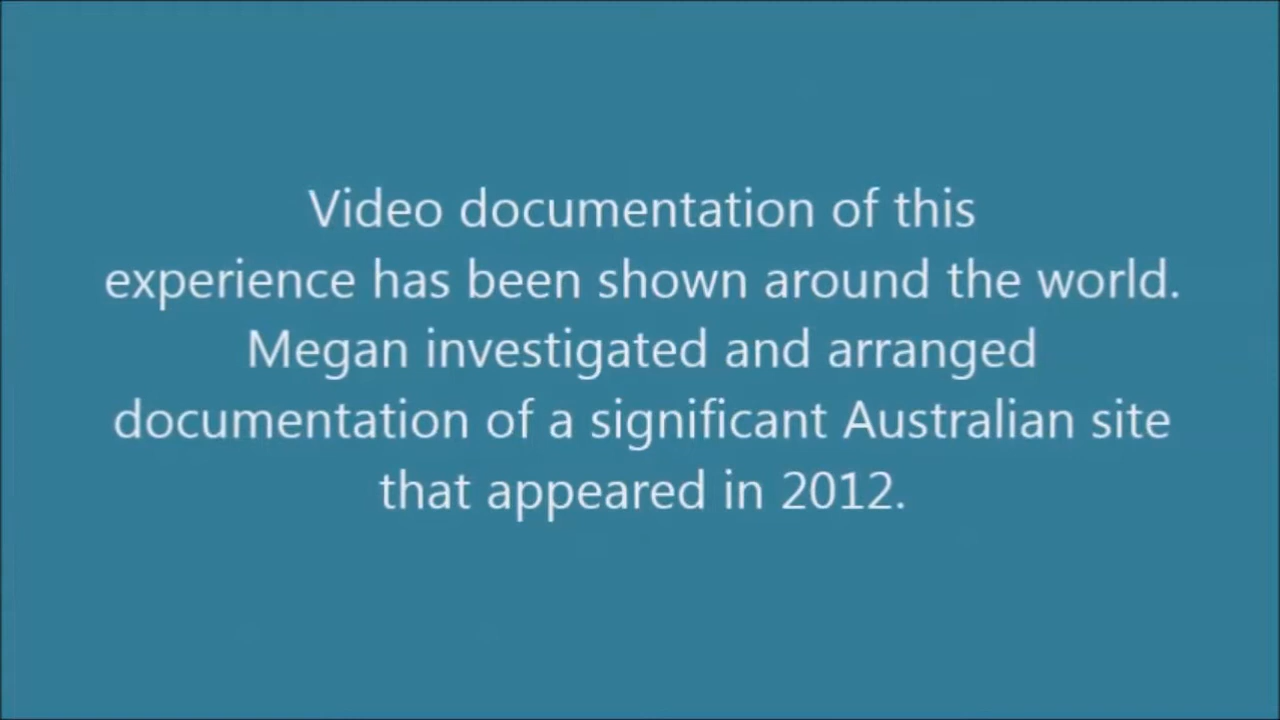 Video documentation of this
experience has been shown around the world.
Megan investigated and arranged
documentation of a significant Australian site
that appeared in 2012.